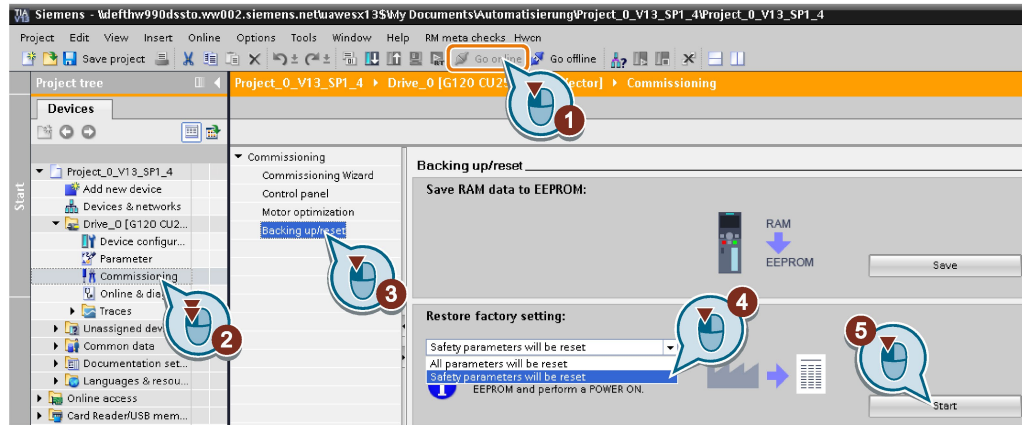 Siemens - \\defthw990dssto.ww002.siemens.net\uawesx13$\My Documents\Automatisierung\Project_0_V13_SP1_4\Project_0_V13_SP1_4
Project Edit View Insert Online Options Tools Window Help RM meta checks Hwcn
Save project Go online Go offline
Project tree
Project_0_V13_SP1_4 Commissioning
Devices
1
Start
Project_0_V13_SP1_4
Add new device
Devices & networks
Drive_0 [G120 CU2...
Device configur...
Parameter
Commissioning
Online &
Traces
Unassigned
Common data
Documentation set...
Languages & resou...
Online access
Card Reader/USB mem...
2
Commissioning
Commissioning Wizard
Control panel
Motor optimization
Backing up/reset
3
Backing up/reset
Save RAM data to EEPROM:
RAM
EEPROM
Save
Restore factory setting:
4
5
Safety parameters will be reset
All parameters will be reset
Safety parameters will be reset
EEPROM and perform a POWER ON.
Start